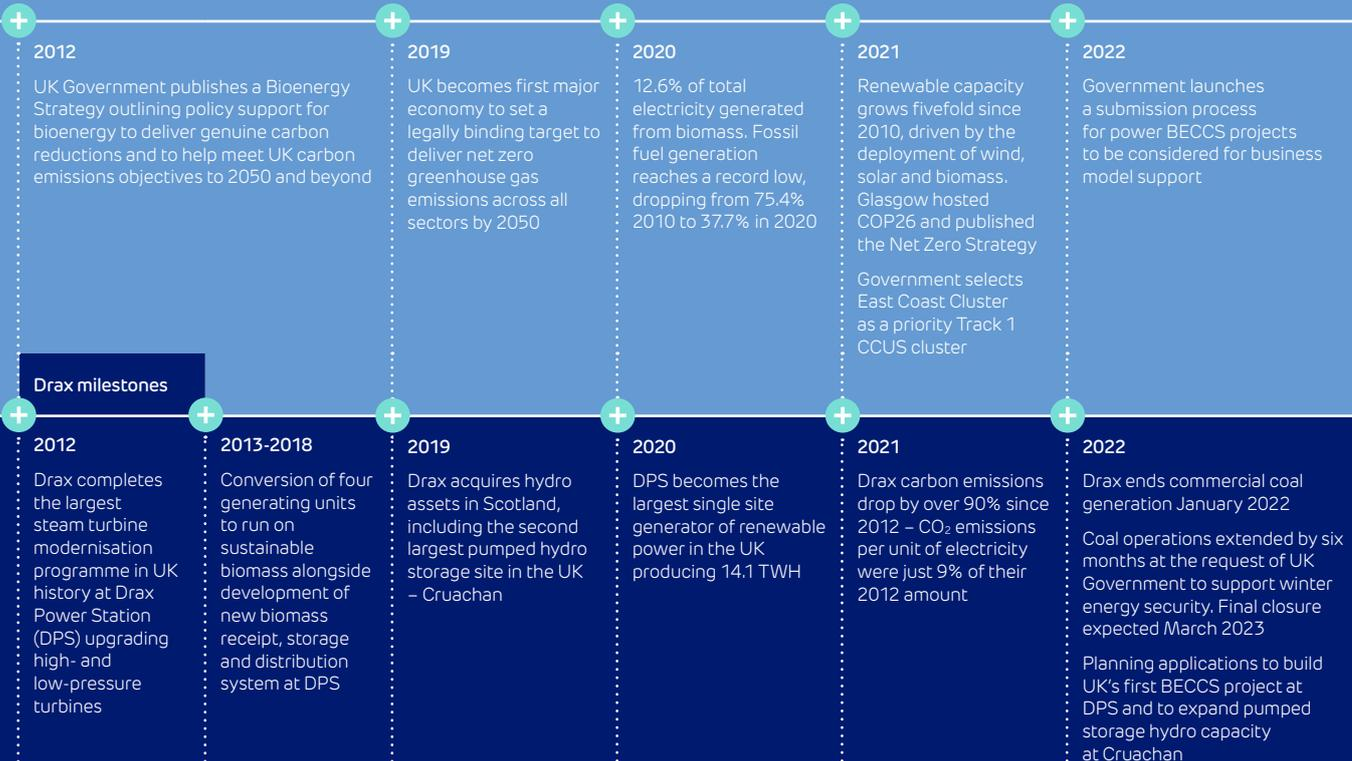 2012
UK Government publishes a Bioenergy
Strategy outlining policy support for
bioenergy to deliver genuine carbon
reductions and to help meet UK carbon
emissions objectives to 2050 and beyond
2019
UK becomes first major
economy to set a
legally binding target to
deliver net zero
greenhouse gas
emissions across all
sectors by 2050
2020
12.6% of total
electricity generated
from biomass. Fossil
fuel generation
reaches a record low,
dropping from 75.4%
2010 to 37.7% in 2020
2021
Renewable capacity
grows fivefold since
2010, driven by the
deployment of wind,
solar and biomass.
Glasgow hosted
COP26 and published
the Net Zero Strategy
Government selects
East Coast Cluster
as a priority Track 1
CCUS cluster
2022
Government launches
a submission process
for power BECCS projects
to be considered for business
model support
Drax milestones
2012
Drax completes
the largest
steam turbine
modernisation
programme in UK
history at Drax
Power Station
(DPS) upgrading
high- and
low-pressure
turbines
2013-2018
Conversion of four
generating units
to run on
sustainable
biomass alongside
development of
new biomass
receipt, storage
and distribution
system at DPS
2019
Drax acquires hydro
assets in Scotland,
including the second
largest pumped hydro
storage site in the UK
– Cruachan
2020
DPS becomes the
largest single site
generator of renewable
power in the UK
producing 14.1 TWH
2021
Drax carbon emissions
drop by over 90% since
2012 – CO₂ emissions
per unit of electricity
were just 9% of their
2012 amount
2022
Drax ends commercial coal
generation January 2022
Coal operations extended by six
months at the request of UK
Government to support winter
energy security. Final closure
expected March 2023
Planning applications to build
UK's first BECCS project at
DPS and to expand pumped
storage hydro capacity
at Cruachan